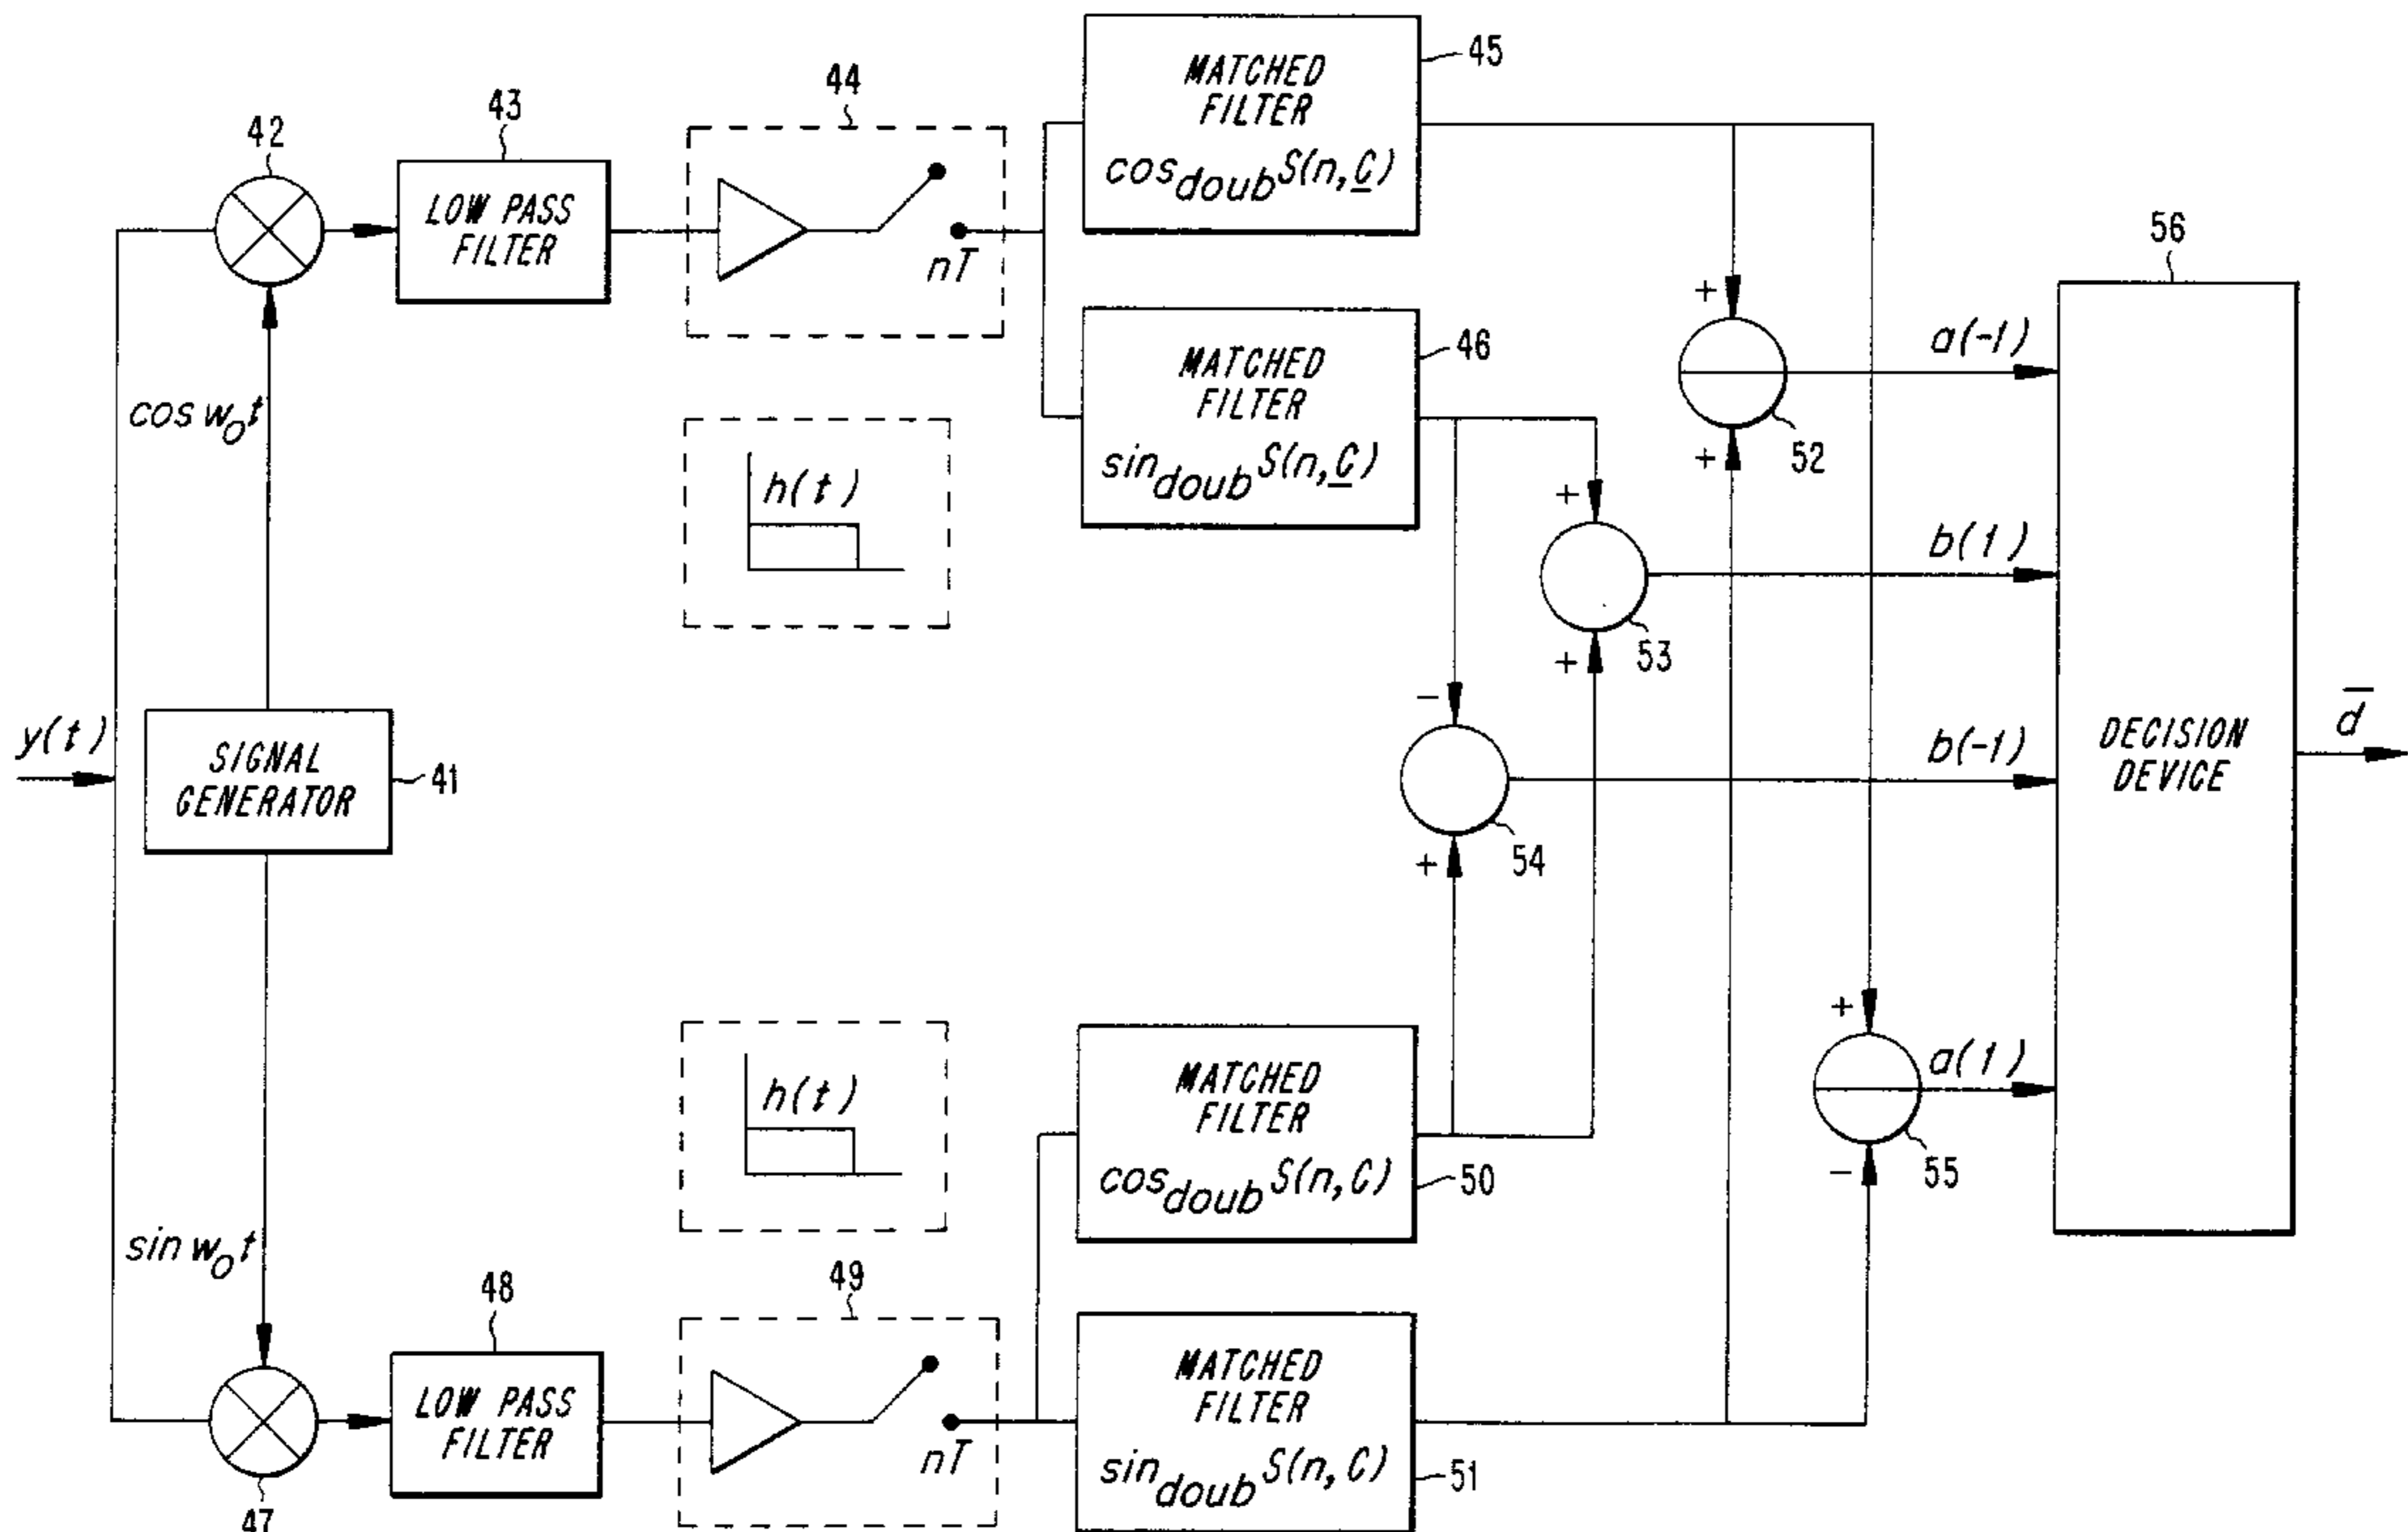 44
45
MATCHED
FILTER
cos doub S(n, C)
43
42
LOW PASS
FILTER
nT
56
+
46
MATCHED
FILTER
sin doub S(n, C)
a(-1)
cos w0 t
h(t)
+
52
+
b(1)
+
53
-
b(-1)
d
y(t)
SIGNAL
GENERATOR
41
DECISION
DEVICE
+
54
+
h(t)
MATCHED
FILTER
cos doub S(n, C)
50
a(1)
-
55
sin w0 t
48
49
LOW PASS
FILTER
nT
MATCHED
FILTER
sin doub S(n, C)
51
47